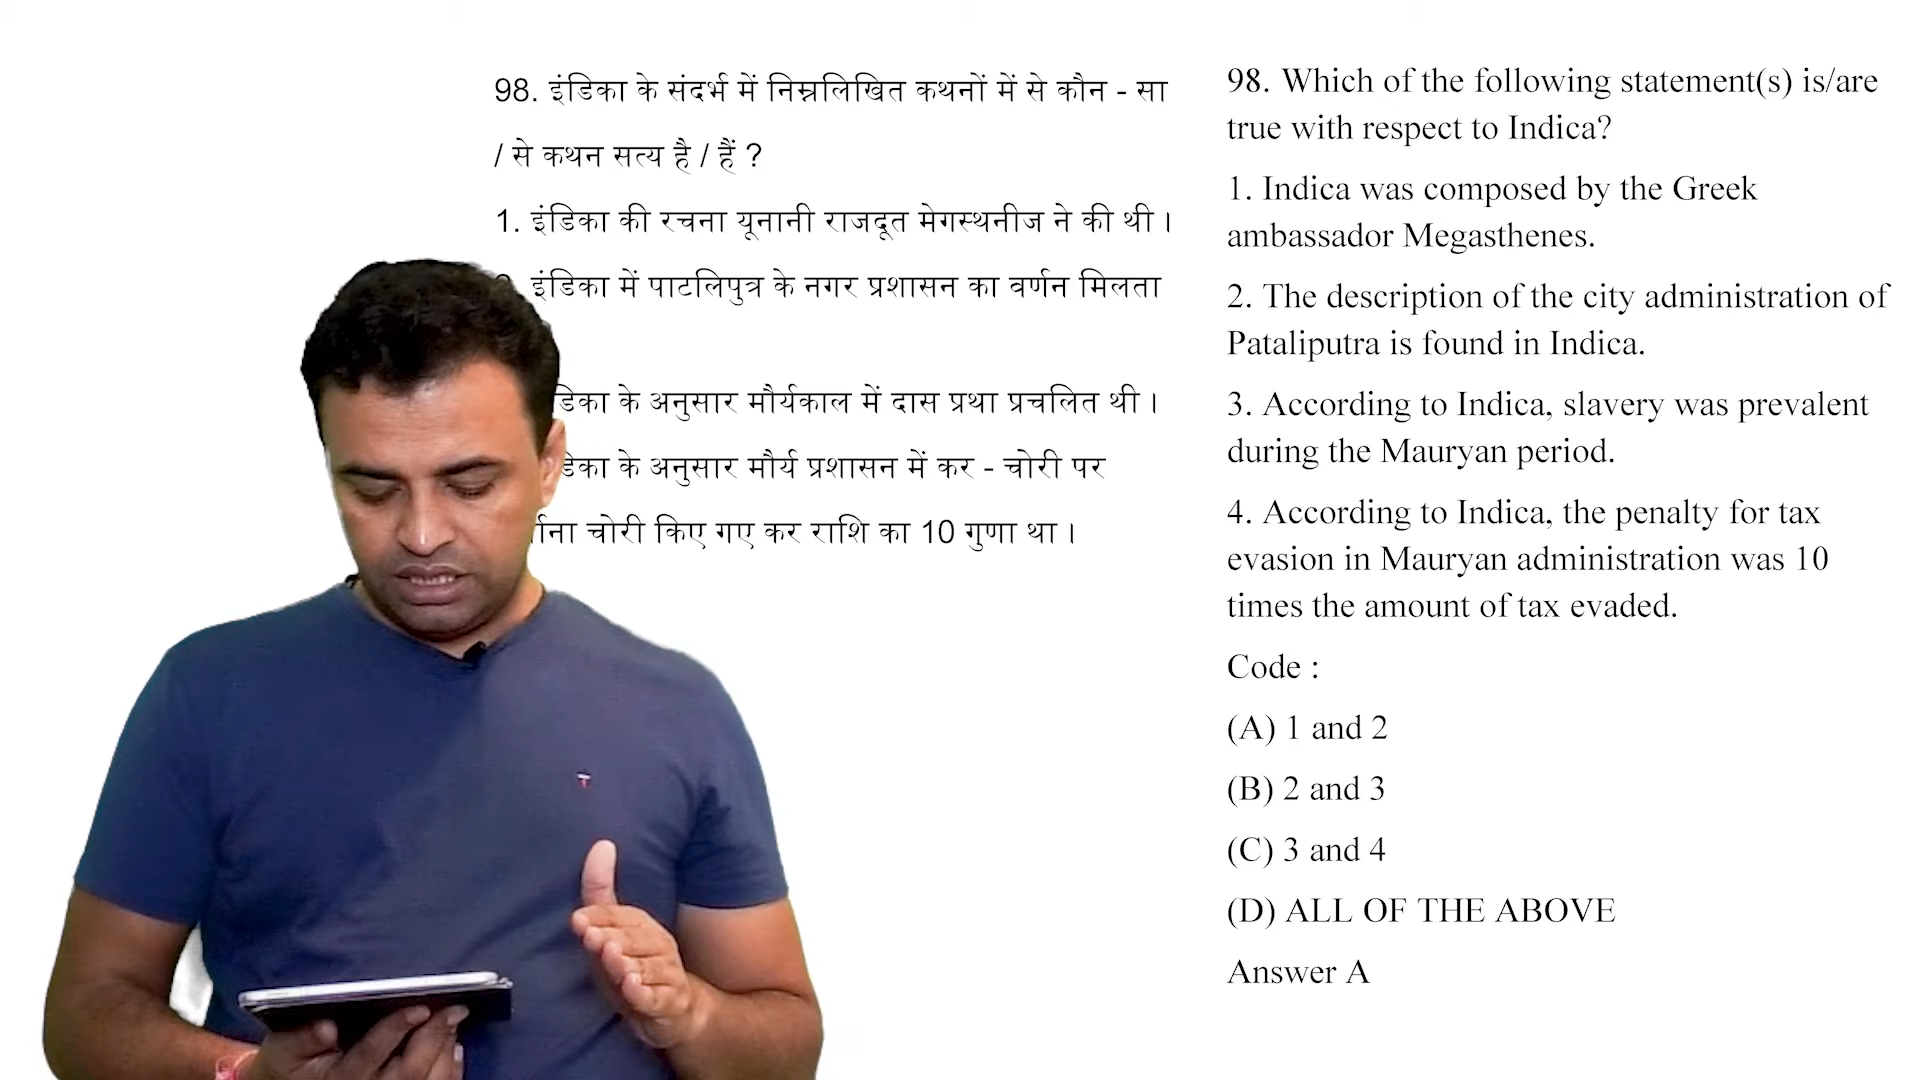 98. इंडिका के संदर्भ में निम्नलिखित कथनों में से कौन - सा
/ से कथन सत्य है / हैं ?
1. इंडिका की रचना यूनानी राजदूत मेगस्थनीज ने की थी ।
इंडिका में पाटलिपुत्र के नगर प्रशासन का वर्णन मिलता
के अनुसार मौर्यकाल में दास प्रथा प्रचलित थी ।
के अनुसार मौर्य प्रशासन में कर - चोरी पर
चोरी किए गए कर राशि का 10 गुणा था ।
98. Which of the following statement(s) is/are
true with respect to Indica?
1. Indica was composed by the Greek
ambassador Megasthenes.
2. The description of the city administration of
Pataliputra is found in Indica.
3. According to Indica, slavery was prevalent
during the Mauryan period.
4. According to Indica, the penalty for tax
evasion in Mauryan administration was 10
times the amount of tax evaded.
Code :
(A) 1 and 2
(B) 2 and 3
(C) 3 and 4
(D) ALL OF THE ABOVE
Answer A